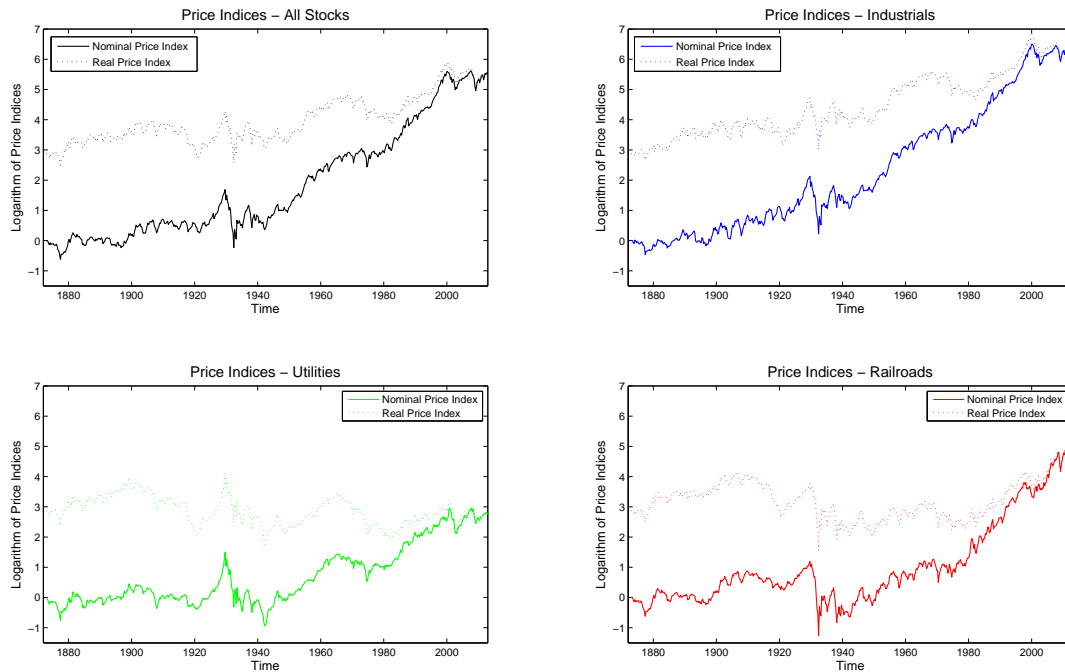 Price Indices − All Stocks
Nominal Price Index
Real Price Index
Logarithm of Price Indices
7
6
5
4
3
2
1
0
−1
1880 1900 1920 1940 1960 1980 2000
Time
Price Indices − Industrials
Nominal Price Index
Real Price Index
Logarithm of Price Indices
7
6
5
4
3
2
1
0
−1
1880 1900 1920 1940 1960 1980 2000
Time
Price Indices − Utilities
Nominal Price Index
Real Price Index
Logarithm of Price Indices
7
6
5
4
3
2
1
0
−1
1880 1900 1920 1940 1960 1980 2000
Time
Price Indices − Railroads
Nominal Price Index
Real Price Index
Logarithm of Price Indices
7
6
5
4
3
2
1
0
−1
1880 1900 1920 1940 1960 1980 2000
Time